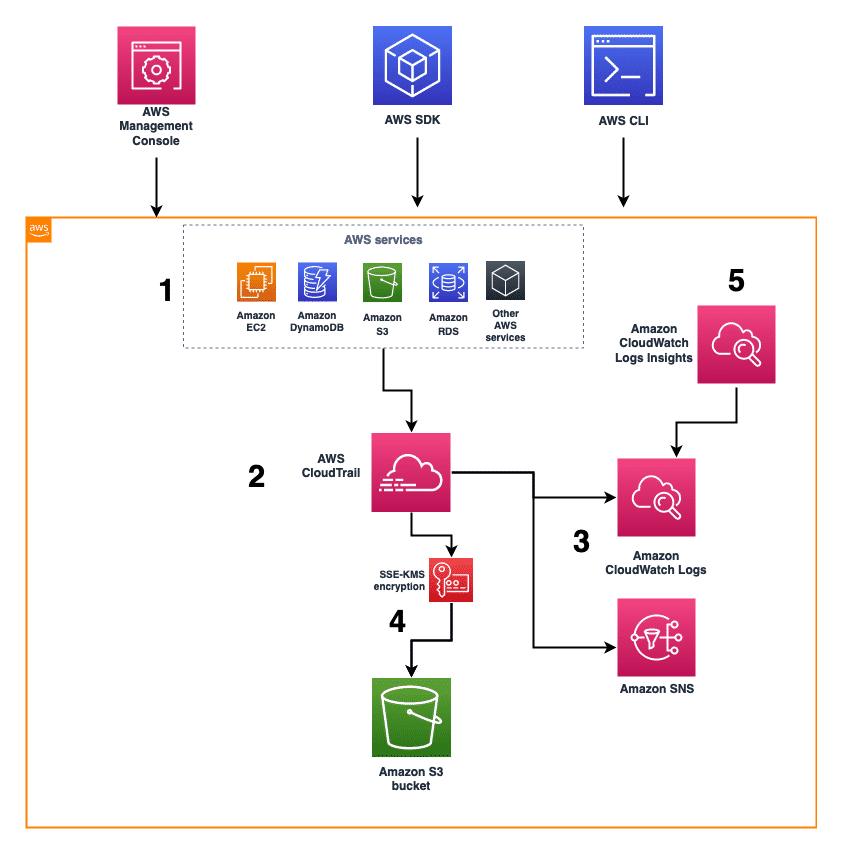 AWS
Management
Console
AWS SDK
AWS CLI
aws
AWS services
1
Amazon
EC2
Amazon
DynamoDB
Amazon
S3
Amazon
RDS
Other
AWS
services
5
Amazon
CloudWatch
Logs Insights
2
AWS
CloudTrail
3
Amazon
CloudWatch Logs
SSE-KMS
encryption
4
Amazon SNS
Amazon S3
bucket